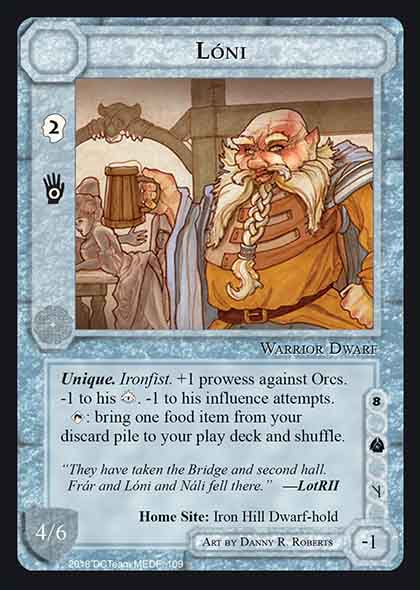 Lóni
2
Warrior Dwarf
Unique. Ironfist. +1 prowess against Orcs.
-1 to his . -1 to his influence attempts.
: bring one food item from your
discard pile to your play deck and shuffle.
8
“They have taken the Bridge and second hall.
Frár and Lóni and Náli fell there.” —LotRII
Home Site: Iron Hill Dwarf-hold
4/6
Art by Danny R. Roberts
-1
2018 DCTeam MEDF 109